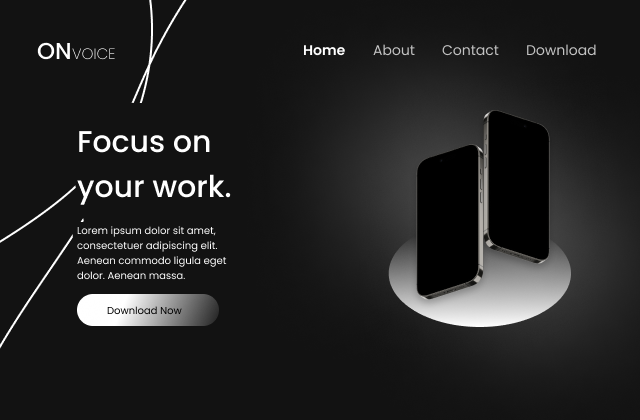 ONVOICE
Home About Contact Download
Focus on
your work.
Lorem ipsum dolor sit amet,
consectetuer adipiscing elit.
Aenean commodo ligula eget
dolor. Aenean massa.
Download Now